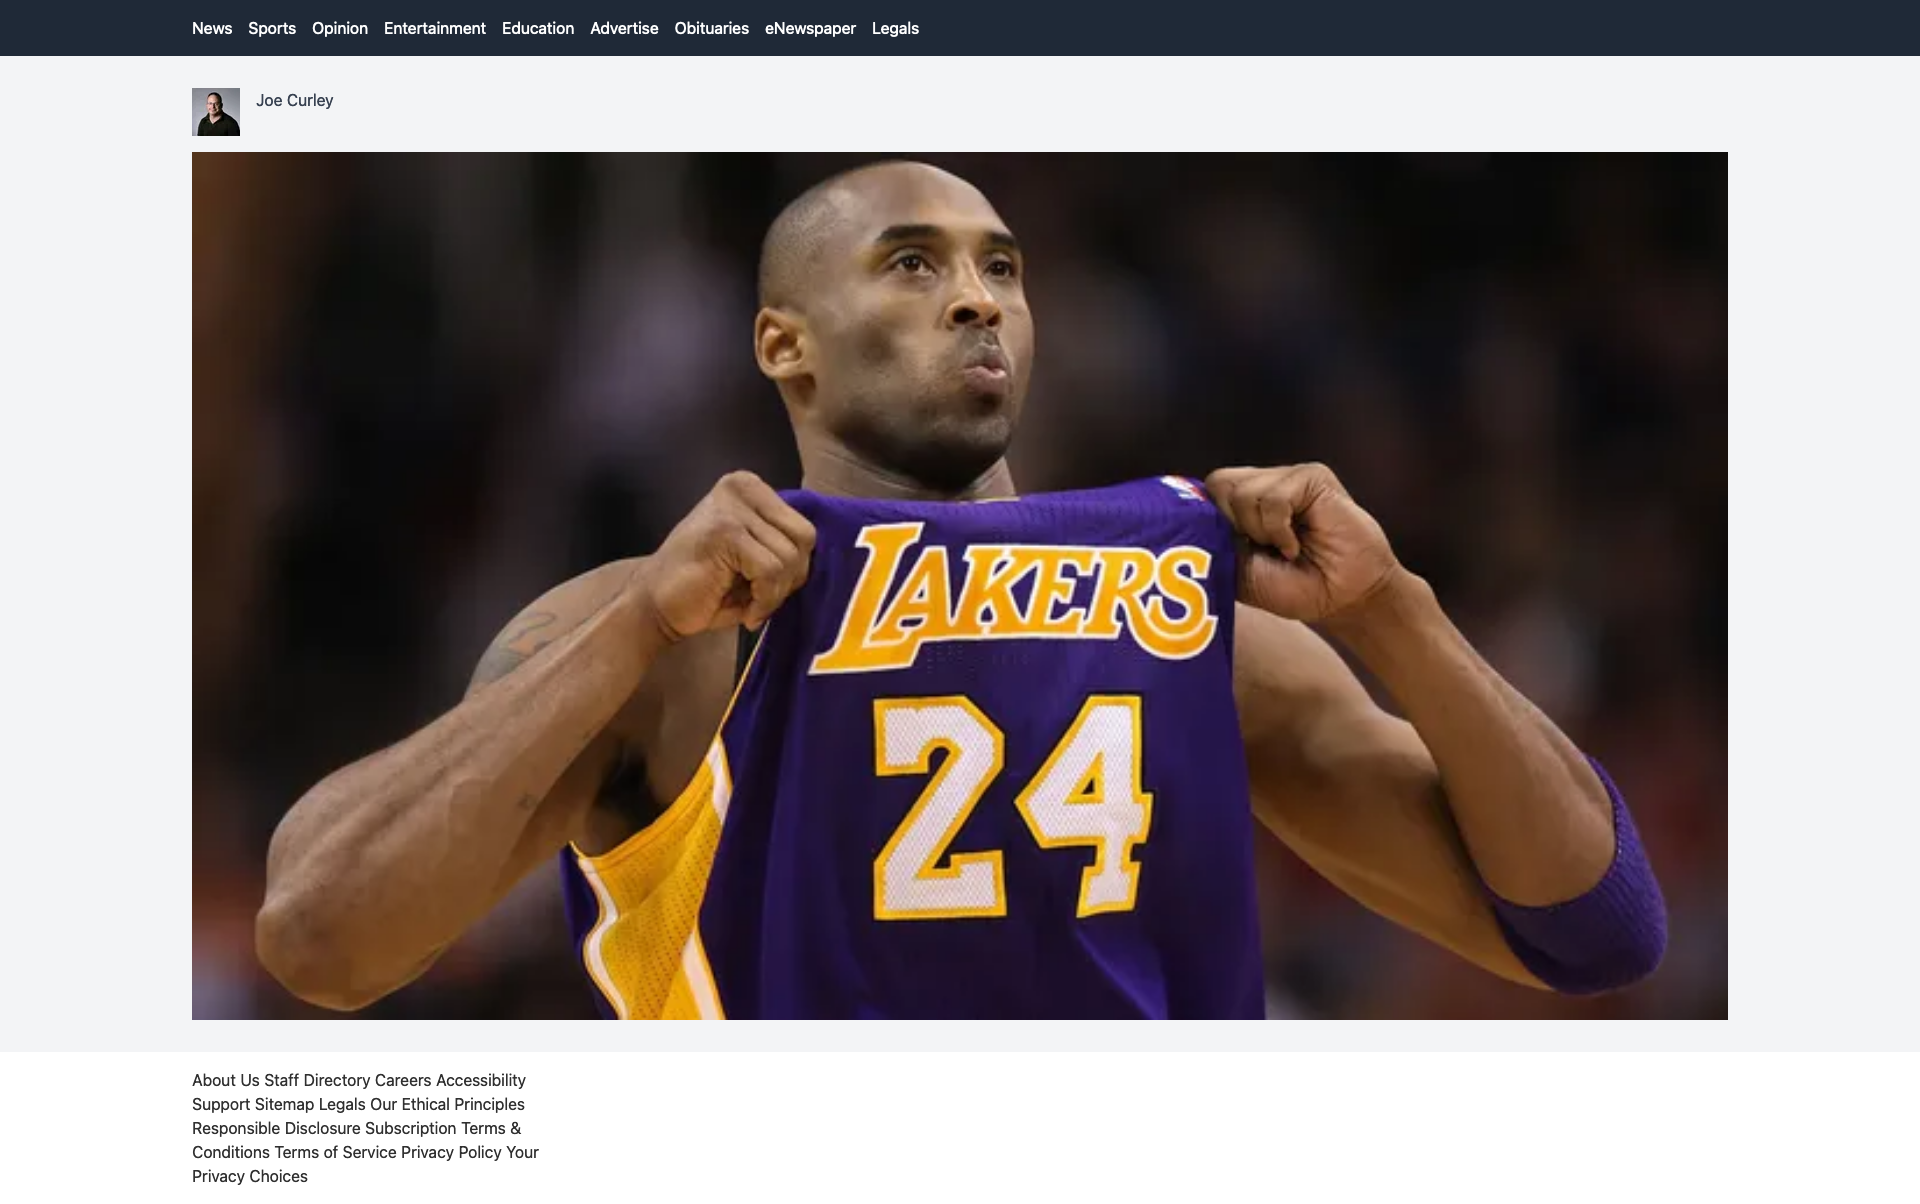 News Sports Opinion Entertainment Education Advertise Obituaries eNewspaper Legals
Joe Curley
LAKERS
24
About Us Staff Directory Careers Accessibility
Support Sitemap Legals Our Ethical Principles
Responsible Disclosure Subscription Terms &
Conditions Terms of Service Privacy Policy Your
Privacy Choices